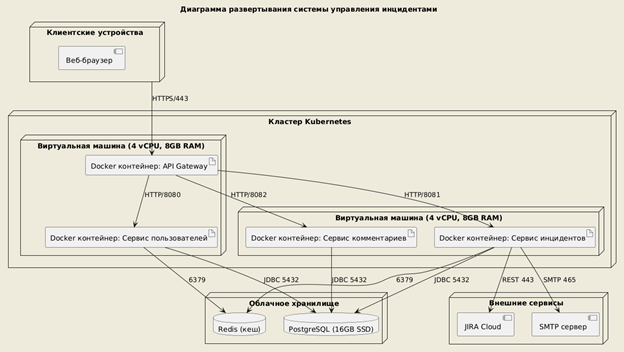 Диаграмма развертывания системы управления инцидентами
Клиентские устройства
Веб-браузер
HTTPS/443
Кластер Kubernetes
Виртуальная машина (4 vCPU, 8GB RAM)
Docker контейнер: API Gateway
HTTP/8080
HTTP/8082
HTTP/8081
Виртуальная машина (4 vCPU, 8GB RAM)
Docker контейнер: Сервис пользователей
Docker контейнер: Сервис комментариев
Docker контейнер: Сервис инцидентов
6379
JDBC 5432
JDBC 5432
6379
JDBC 5432
REST 443
SMTP 465
Облачное хранилище
Redis (кеш)
PostgreSQL (16GB SSD)
Внешние сервисы
JIRA Cloud
SMTP сервер